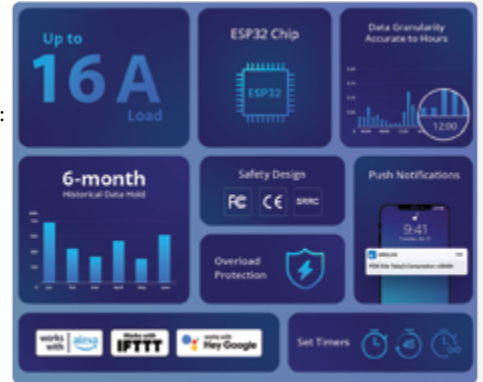 :
Up to
16 A
Load
ESP32 Chip
ESP32
Data Granularity
Accurate to Hours
12:00
6-month
Historical Data Hold
Safety Design
FC CE SRRC
Overload
Protection
Push Notifications
9:41
works with alexa
Works with
IFTTT
works with
Hey Google
Set Timers
45